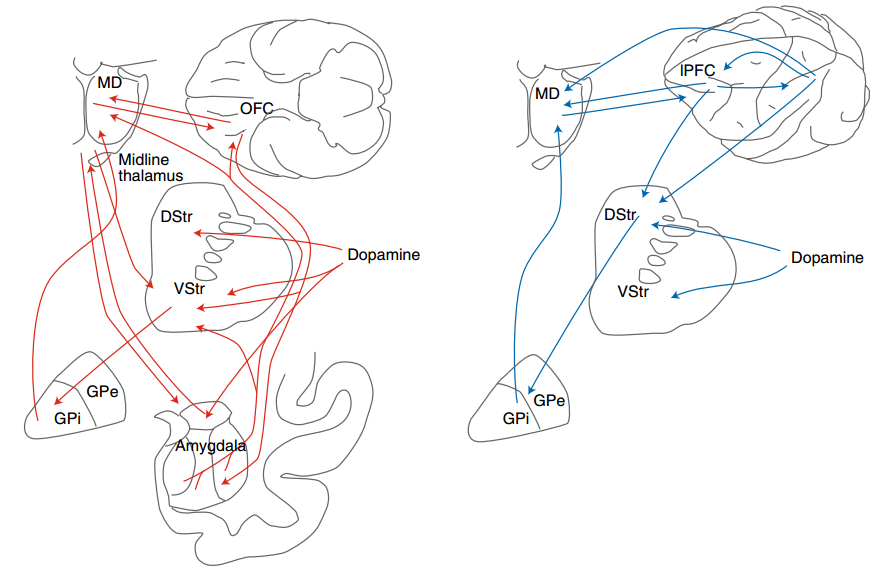 MD
OFC
Midline
thalamus
DStr
Dopamine
VStr
GPe
GPi
Amygdala
lPFC
MD
DStr
Dopamine
VStr
GPe
GPi